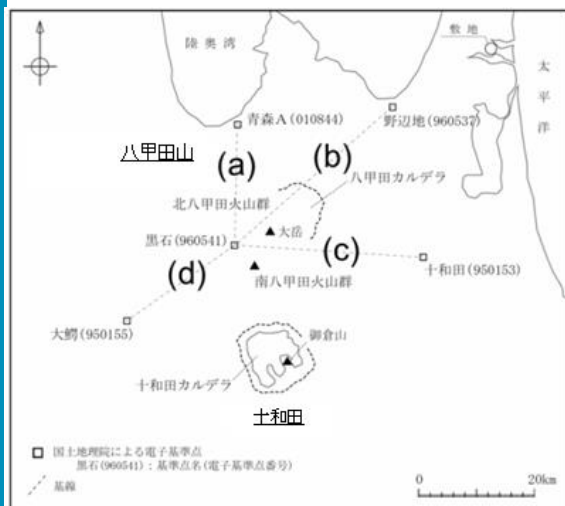 陸奥湾
敷地
太平洋
青森A(010844)
野辺地(960537)
八甲田山
(a)
(b)
八甲田カルデラ
北八甲田火山群
大岳
黒石(960541)
(c)
(d)
南八甲田火山群
十和田(950153)
大鰐(950155)
御倉山
十和田カルデラ
十和田
国土地理院による電子基準点
黒石(960541):基準点名(電子基準点番号)
基線
0 20km